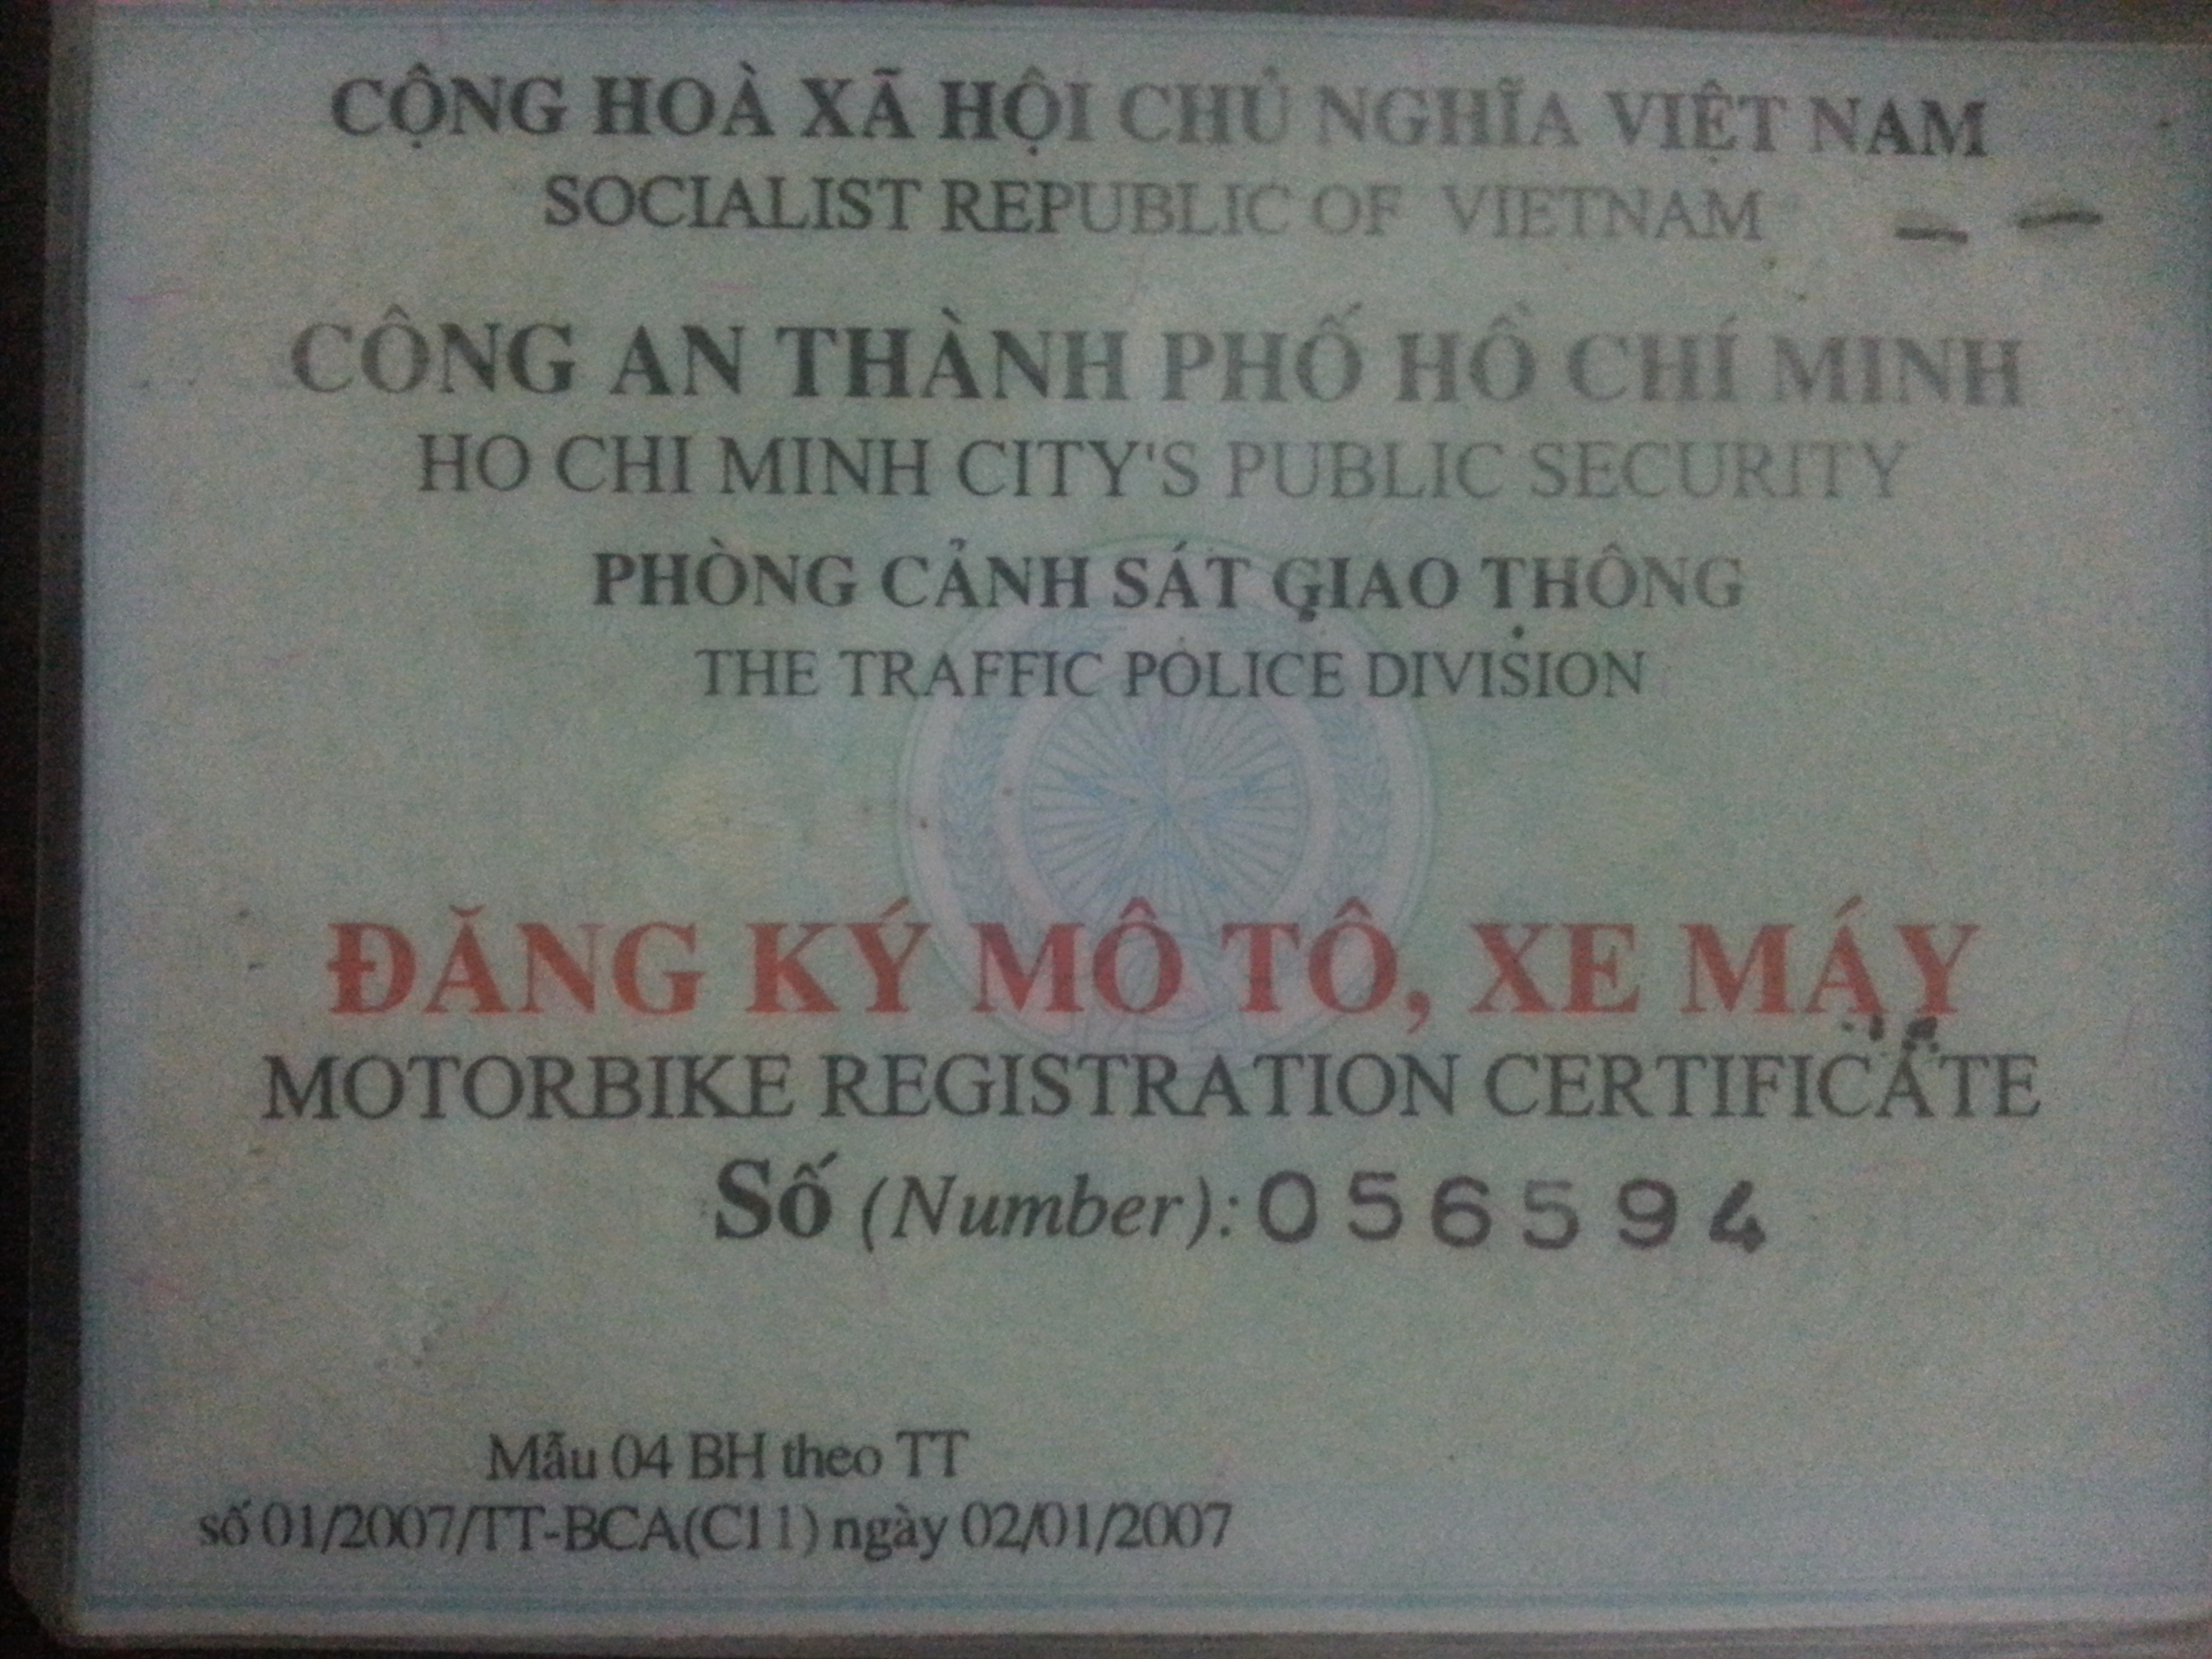 CỘNG HOÀ XÃ HỘI CHỦ NGHĨA VIỆT NAM
SOCIALIST REPUBLIC OF VIETNAM
CÔNG AN THÀNH PHỐ HỒ CHÍ MINH
HO CHI MINH CITY'S PUBLIC SECURITY
PHÒNG CẢNH SÁT GIAO THÔNG
THE TRAFFIC POLICE DIVISION
ĐĂNG KÝ MÔ TÔ, XE MÁY
MOTORBIKE REGISTRATION CERTIFICATE
Số (Number): 056594
Mẫu 04 BH theo TT
số 01/2007/TT-BCA(C11) ngày 02/01/2007